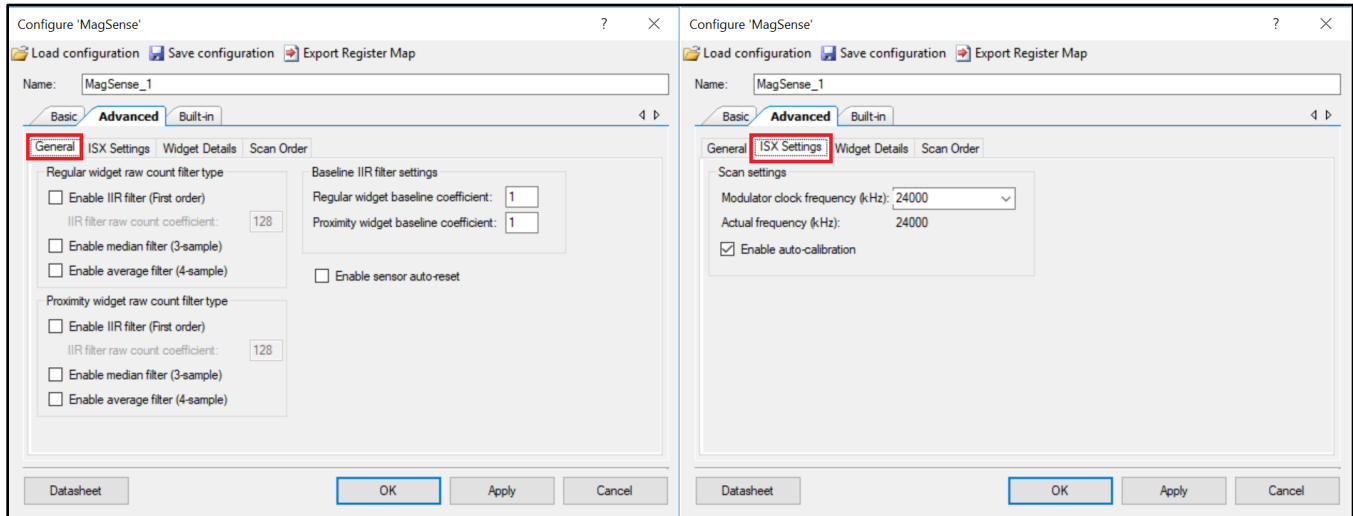 Configure 'MagSense' ? ×
Load configuration Save configuration Export Register Map
Name: MagSense_1
Basic Advanced Built-in
General ISX Settings Widget Details Scan Order
Regular widget raw count filter type
Enable IIR filter (First order)
IIR filter raw count coefficient: 128
Enable median filter (3-sample)
Enable average filter (4-sample)
Proximity widget raw count filter type
Enable IIR filter (First order)
IIR filter raw count coefficient: 128
Enable median filter (3-sample)
Enable average filter (4-sample)
Baseline IIR filter settings
Regular widget baseline coefficient: 1
Proximity widget baseline coefficient: 1
Enable sensor auto-reset
Datasheet OK Apply Cancel
Configure 'MagSense' ? ×
Load configuration Save configuration Export Register Map
Name: MagSense_1
Basic Advanced Built-in
General ISX Settings Widget Details Scan Order
Scan settings
Modulator clock frequency (kHz): 24000
Actual frequency (kHz): 24000
Enable auto-calibration
Datasheet OK Apply Cancel